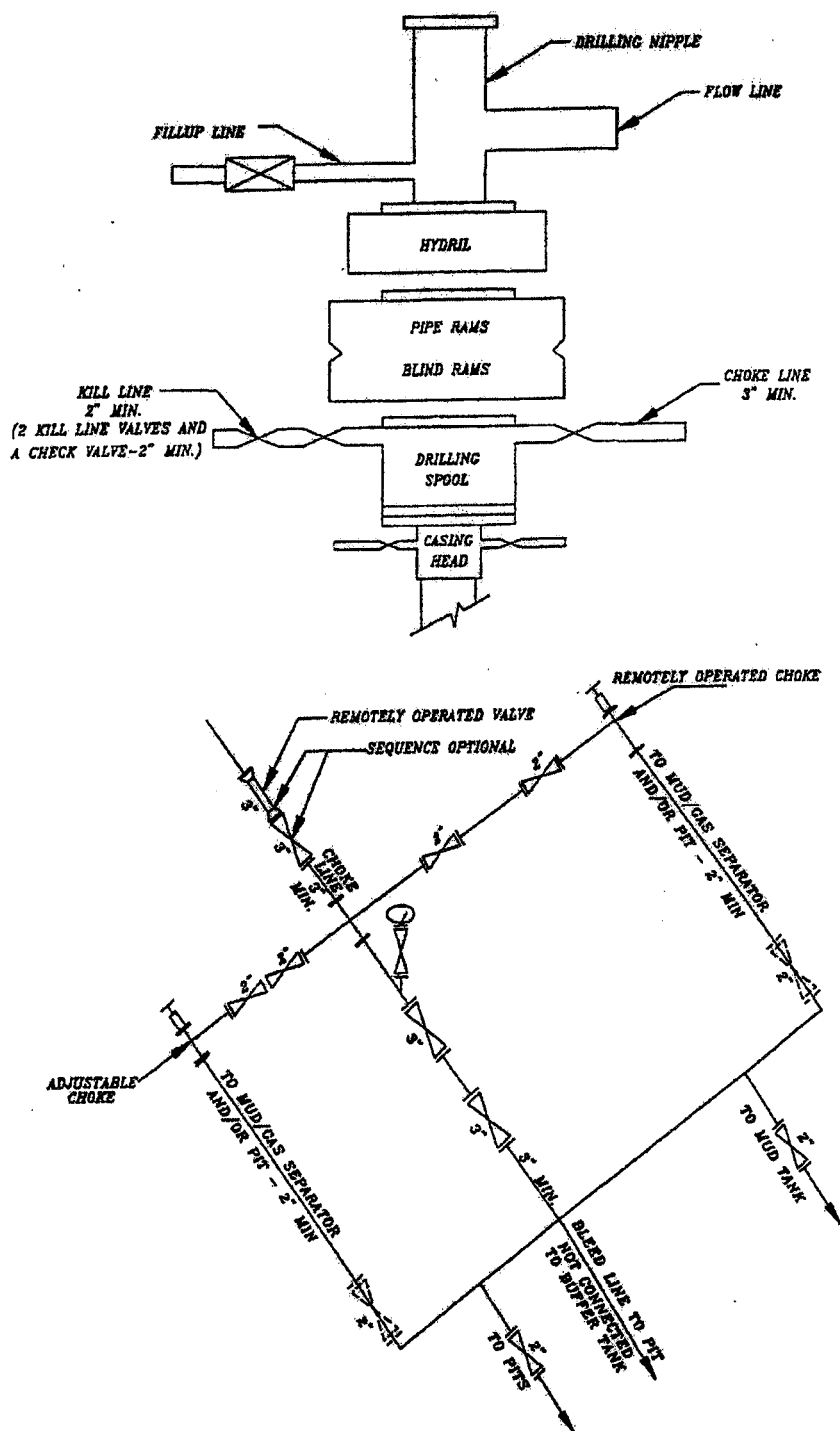 DRILLING NIPPLE
FLOW LINE
FILLUP LINE
HYDRIL
PIPE RAMS
BLIND RAMS
KILL LINE
2" MIN.
(2 KILL LINE VALVES AND
A CHECK VALVE-2" MIN.)
CHOKE LINE
3" MIN.
DRILLING
SPOOL
CASING
HEAD
REMOTELY OPERATED CHOKE
REMOTELY OPERATED VALVE
SEQUENCE OPTIONAL
3"
3"
CHOKE
LINE
3"
MIN.
2"
2"
TO MUD/GAS SEPARATOR
AND/OR PIT - 2" MIN
2"
2"
2"
ADJUSTABLE
CHOKE
TO MUD/GAS SEPARATOR
AND/OR PIT - 2" MIN
2"
3"
3"
3" MIN.
BLEED LINE TO PIT
NOT CONNECTED
TO BUFFER TANK
2"
TO MUD TANK
2"
TO PITS